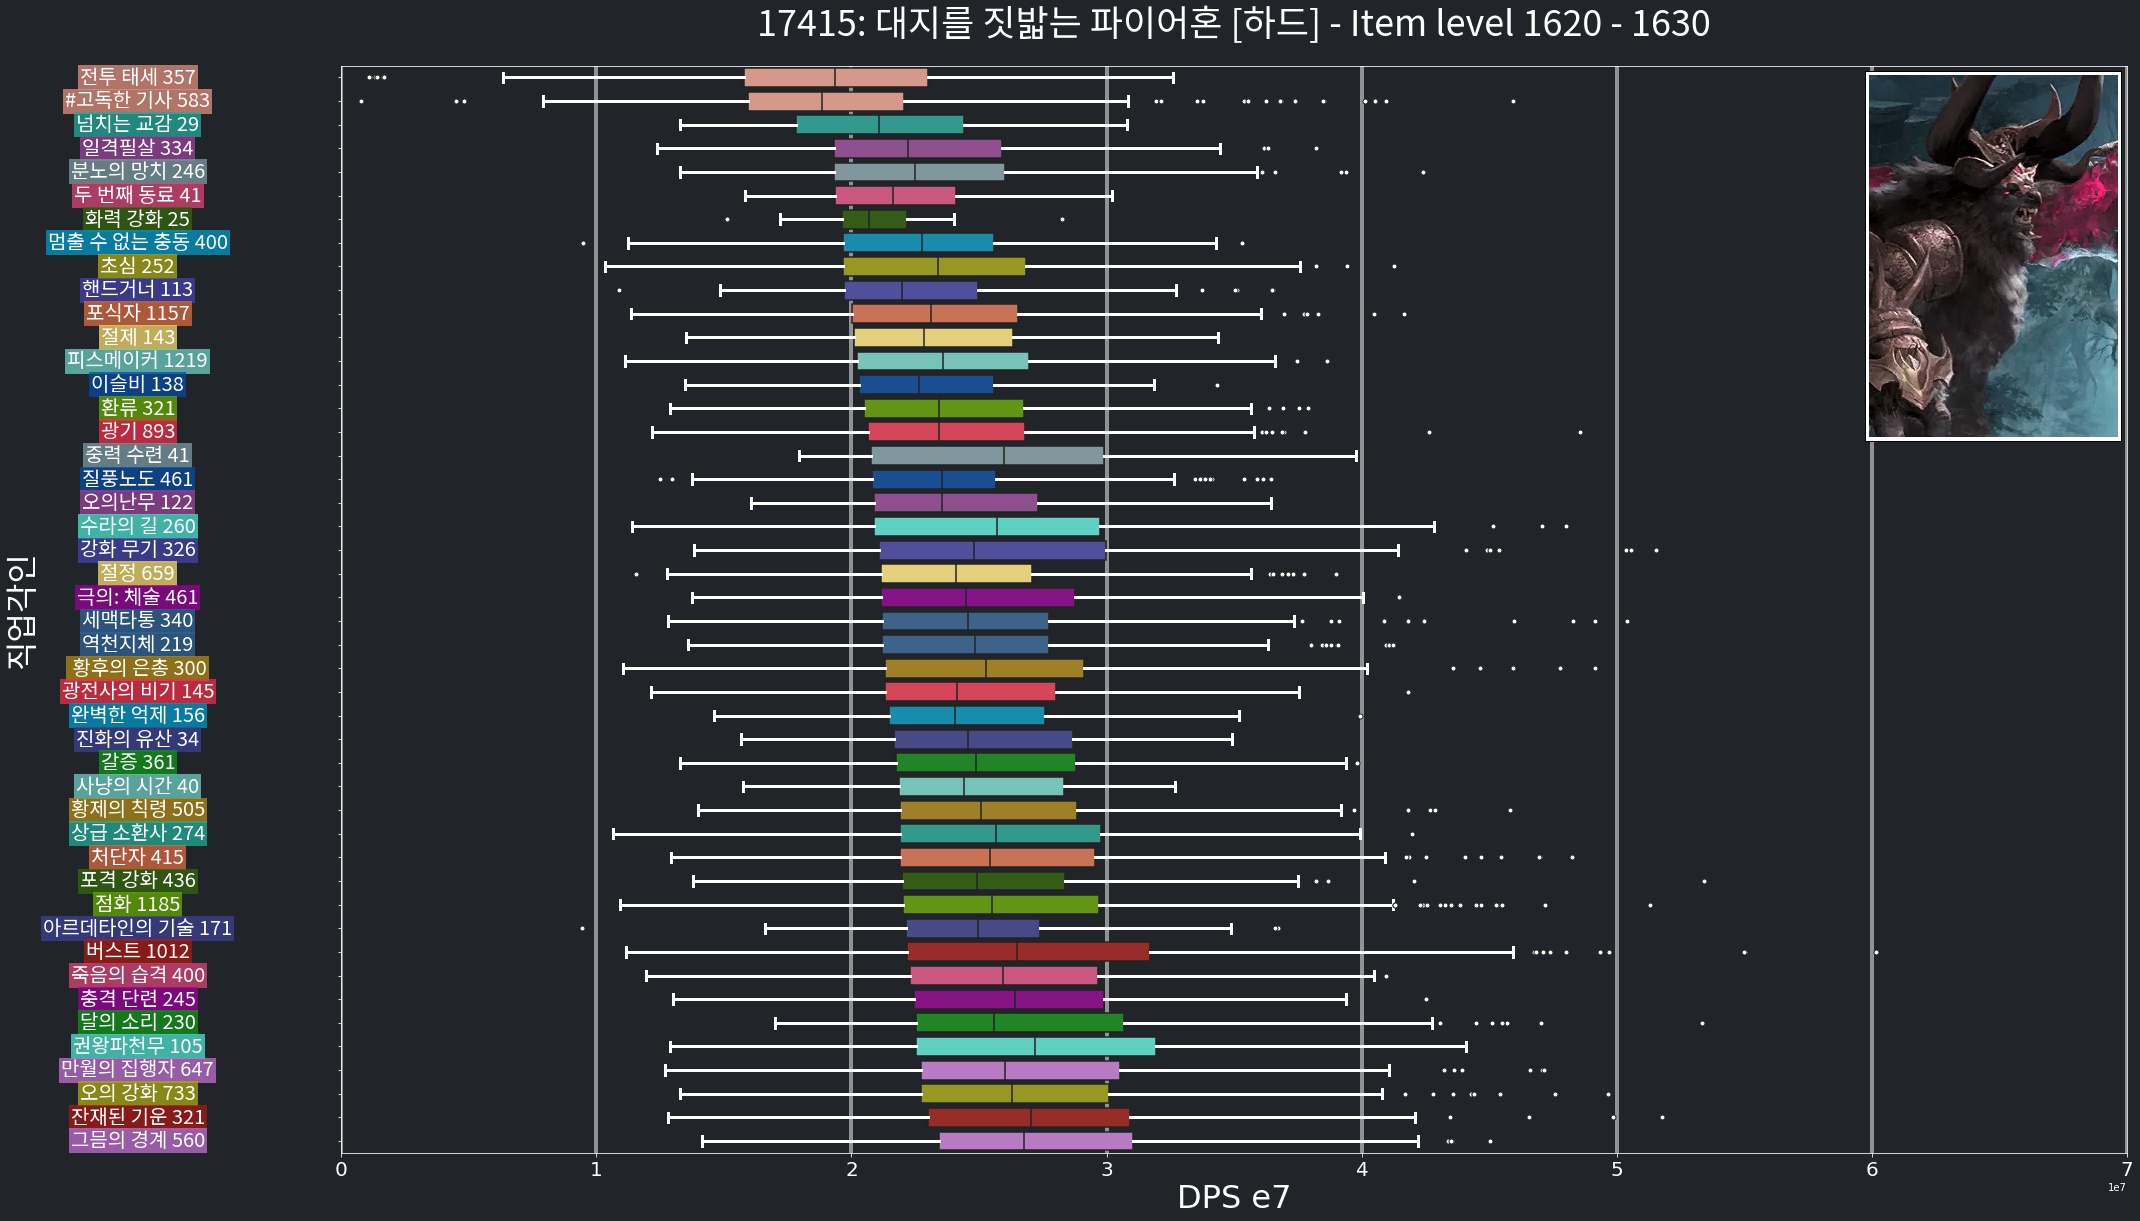 17415: 대지를 짓밟는 파이어혼 [하드] - Item level 1620 - 1630
직업각인
전투 태세 357
#고독한 기사 583
넘치는 교감 29
일격필살 334
분노의 망치 246
두 번째 동료 41
화력 강화 25
멈출 수 없는 충동 400
초심 252
핸드거너 113
포식자 1157
절제 143
피스메이커 1219
이슬비 138
환류 321
광기 893
중력 수련 41
질풍노도 461
오의난무 122
수라의 길 260
강화 무기 326
절정 659
극의: 체술 461
세맥타통 340
역천지체 219
황후의 은총 300
광전사의 비기 145
완벽한 억제 156
진화의 유산 34
갈증 361
사냥의 시간 40
황제의 칙령 505
상급 소환사 274
처단자 415
포격 강화 436
점화 1185
아르데타인의 기술 171
버스트 1012
죽음의 습격 400
충격 단련 245
달의 소리 230
권왕파천무 105
만월의 집행자 647
오의 강화 733
잔재된 기운 321
그믐의 경계 560
0 1 2 3 4 5 6 7
1e7
DPS e7